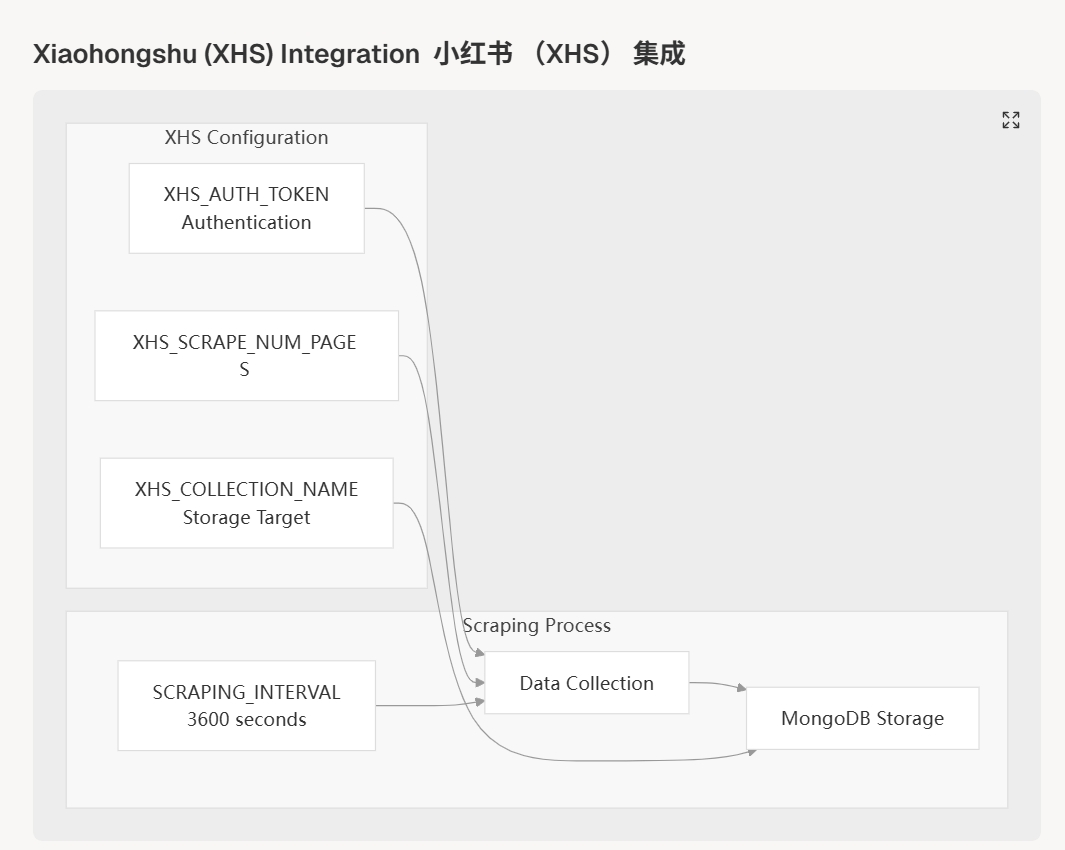 Xiaohongshu (XHS) Integration 小红书 （XHS） 集成
XHS Configuration
XHS_AUTH_TOKEN
Authentication
XHS_SCRAPE_NUM_PAGE
S
XHS_COLLECTION_NAME
Storage Target
Scraping Process
SCRAPING_INTERVAL
3600 seconds
Data Collection
MongoDB Storage